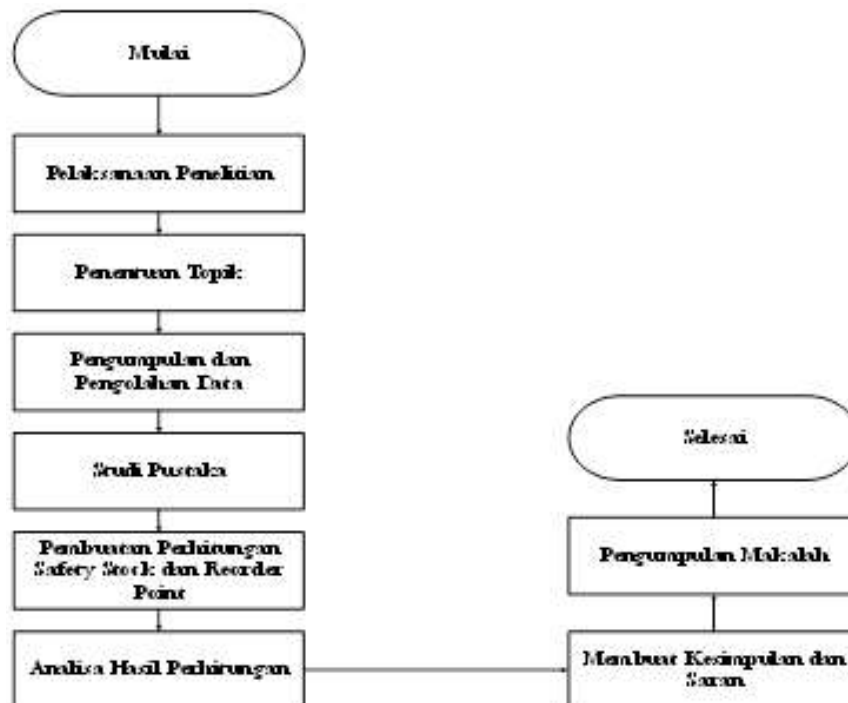 Mulai
Pelaksanaan Penelitian
Penentuan Topik
Pengumpulan dan
Pengolahan Data
Studi Pustaka
Pembuatan Perhitungan
Safety Stock dan Reorder
Point
Analisa Hasil Perhitungan
Membuat Kesimpulan dan
Saran
Pengumpulan Makalah
Selesai